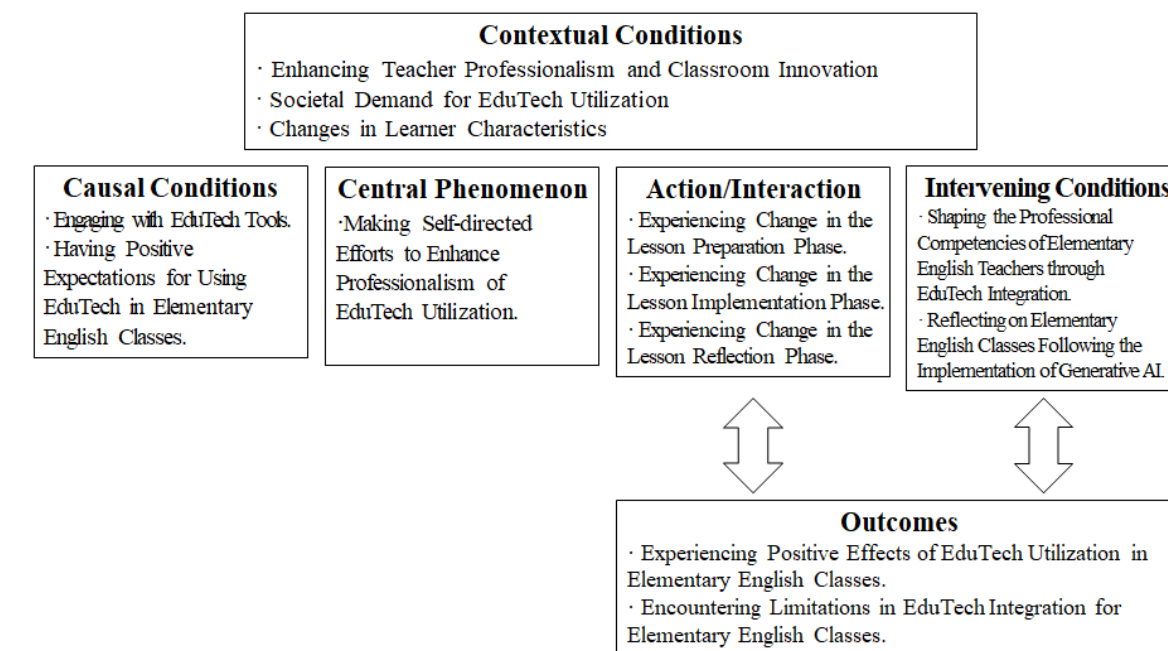 Contextual Conditions
· Enhancing Teacher Professionalism and Classroom Innovation
· Societal Demand for EduTech Utilization
· Changes in Learner Characteristics
Causal Conditions
· Engaging with EduTech Tools.
· Having Positive
Expectations for Using
EduTech in Elementary
English Classes.
Central Phenomenon
·Making Self-directed
Efforts to Enhance
Professionalism of
EduTech Utilization.
Action/Interaction
· Experiencing Change in the
Lesson Preparation Phase.
· Experiencing Change in the
Lesson Implementation Phase.
· Experiencing Change in the
Lesson Reflection Phase.
Intervening Conditions
· Shaping the Professional
Competencies of Elementary
English Teachers through
EduTech Integration.
· Reflecting on Elementary
English Classes Following the
Implementation of Generative AI.
Outcomes
· Experiencing Positive Effects of EduTech Utilization in
Elementary English Classes.
· Encountering Limitations in EduTech Integration for
Elementary English Classes.